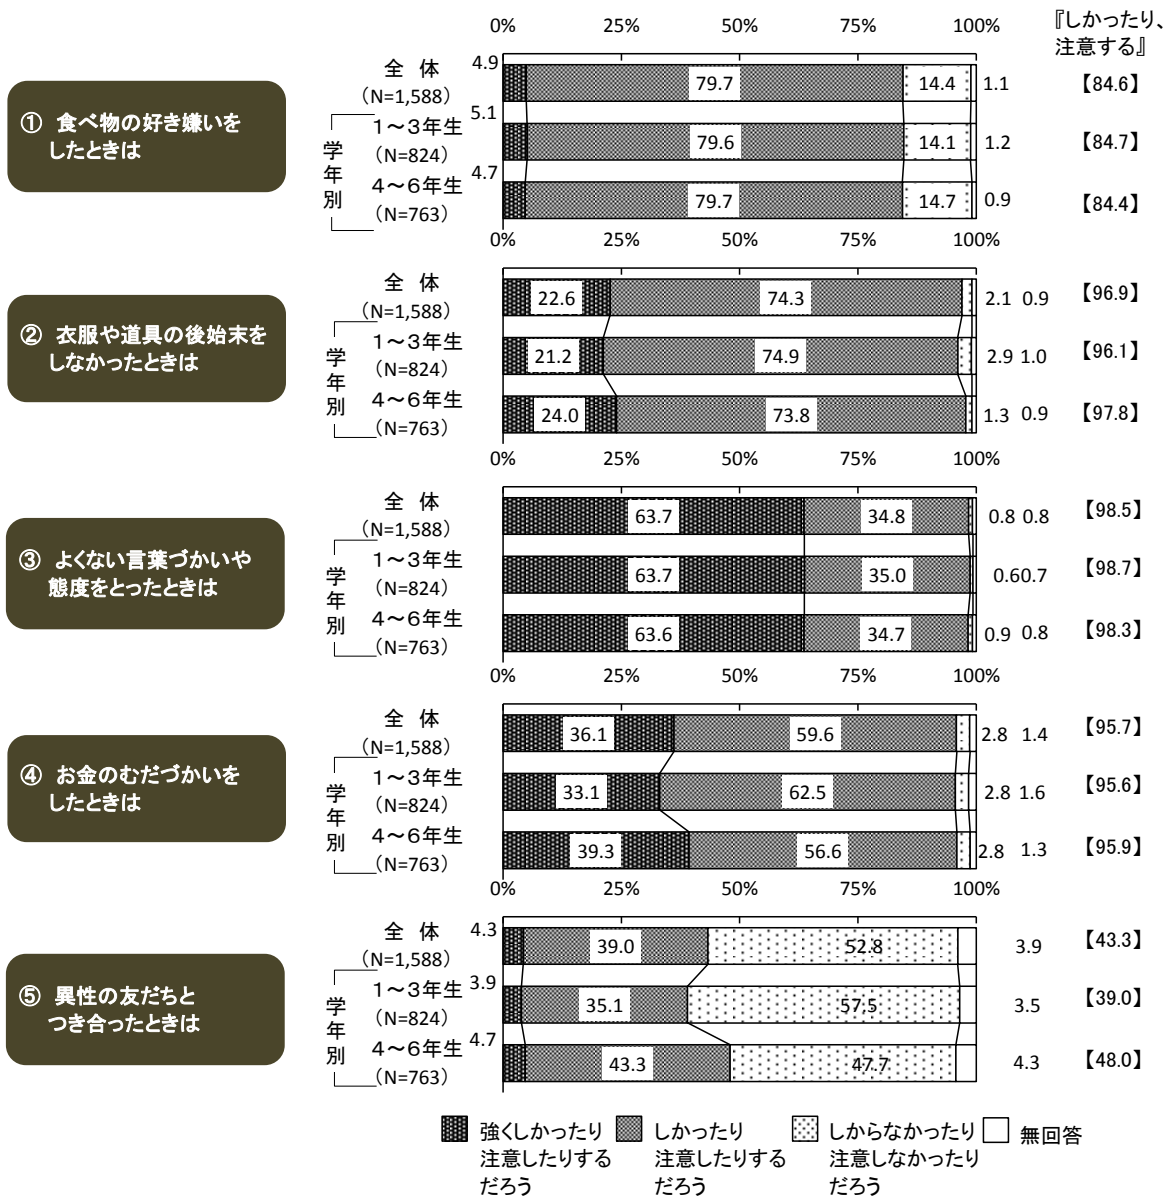 0% 25% 50% 75% 100%
『しかったり、
注意する』
① 食べ物の好き嫌いを
したときは
全 体
(N=1,588)
4.9 79.7 14.4 1.1 【84.6】
学年別
1～3年生
(N=824)
5.1 79.6 14.1 1.2 【84.7】
4～6年生
(N=763)
4.7 79.7 14.7 0.9 【84.4】
0% 25% 50% 75% 100%
② 衣服や道具の後始末を
しなかったときは
全 体
(N=1,588)
22.6 74.3 2.1 0.9 【96.9】
学年別
1～3年生
(N=824)
21.2 74.9 2.9 1.0 【96.1】
4～6年生
(N=763)
24.0 73.8 1.3 0.9 【97.8】
0% 25% 50% 75% 100%
③ よくない言葉づかいや
態度をとったときは
全 体
(N=1,588)
63.7 34.8 0.8 0.8 【98.5】
学年別
1～3年生
(N=824)
63.7 35.0 0.6 0.7 【98.7】
4～6年生
(N=763)
63.6 34.7 0.9 0.8 【98.3】
0% 25% 50% 75% 100%
④ お金のむだづかいを
したときは
全 体
(N=1,588)
36.1 59.6 2.8 1.4 【95.7】
学年別
1～3年生
(N=824)
33.1 62.5 2.8 1.6 【95.6】
4～6年生
(N=763)
39.3 56.6 2.8 1.3 【95.9】
0% 25% 50% 75% 100%
⑤ 異性の友だちと
つき合ったときは
全 体
(N=1,588)
4.3 39.0 52.8 3.9 【43.3】
学年別
1～3年生
(N=824)
3.9 35.1 57.5 3.5 【39.0】
4～6年生
(N=763)
4.7 43.3 47.7 4.3 【48.0】
強くしかったり
注意したりする
だろう
しかったり
注意したりする
だろう
しからなかったり
注意しなかったり
だろう
無回答